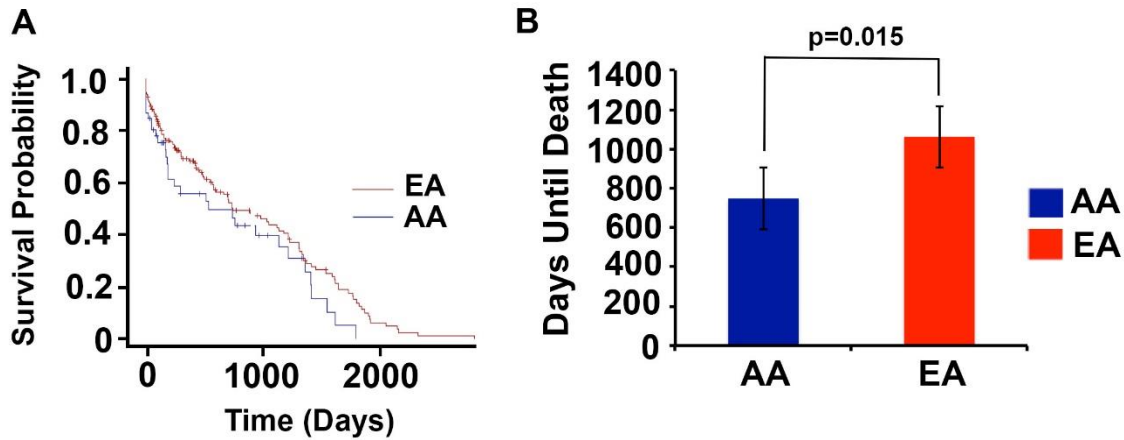 A
Survival Probability
1.0
0.8
0.6
0.4
0.2
0
EA
AA
0 1000 2000
Time (Days)
B
p=0.015
Days Until Death
1400
1200
1000
800
600
400
200
0
AA EA
AA
EA